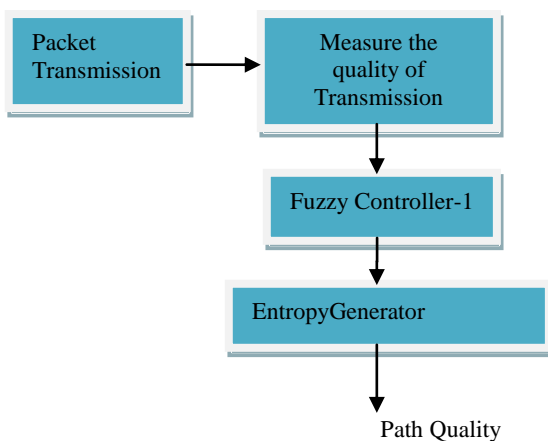 Packet
Transmission
Measure the
quality of
Transmission
Fuzzy Controller-1
EntropyGenerator
Path Quality